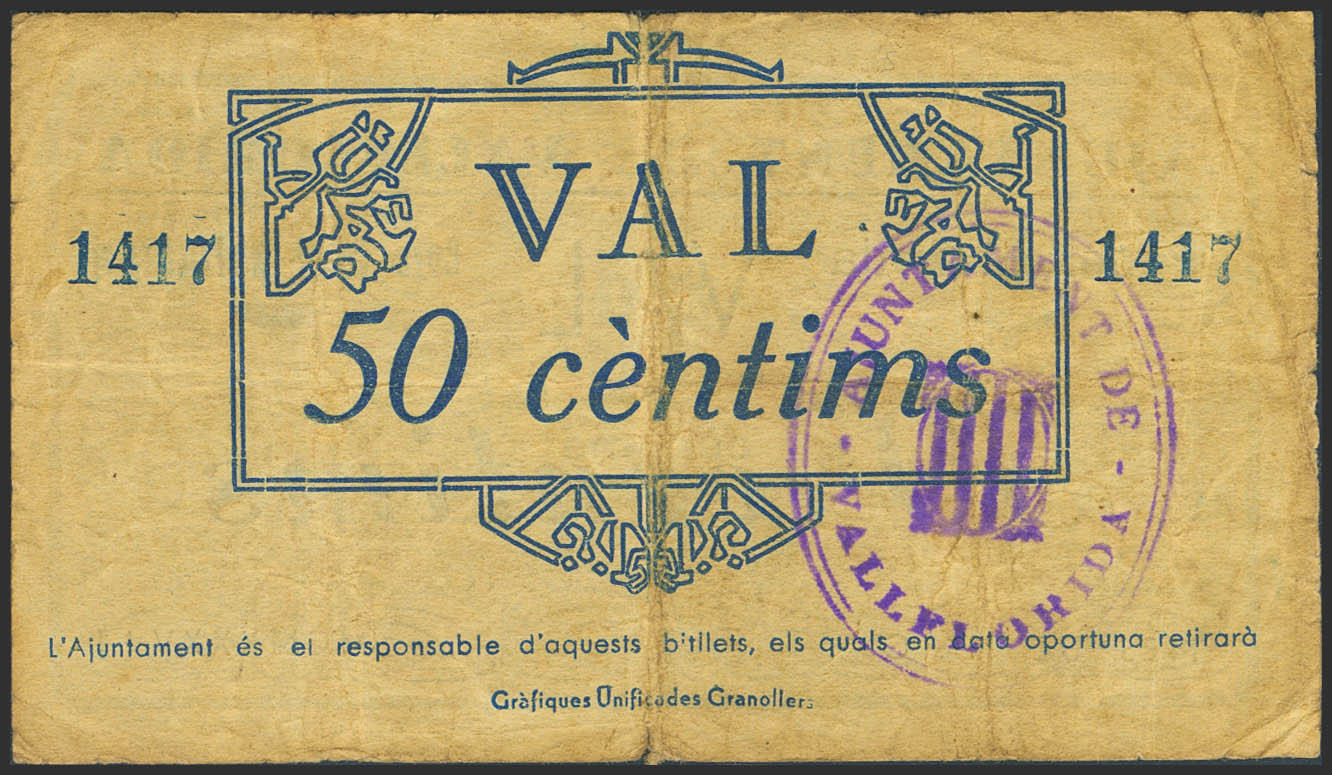 VAL
1417 1417
50 cèntims
AJUNTAMENT DE - VALLFLORIDA -
L'Ajuntament és el responsable d'aquests bitllets, els quals en data oportuna retirarà
Gràfiques Unificades Granollers